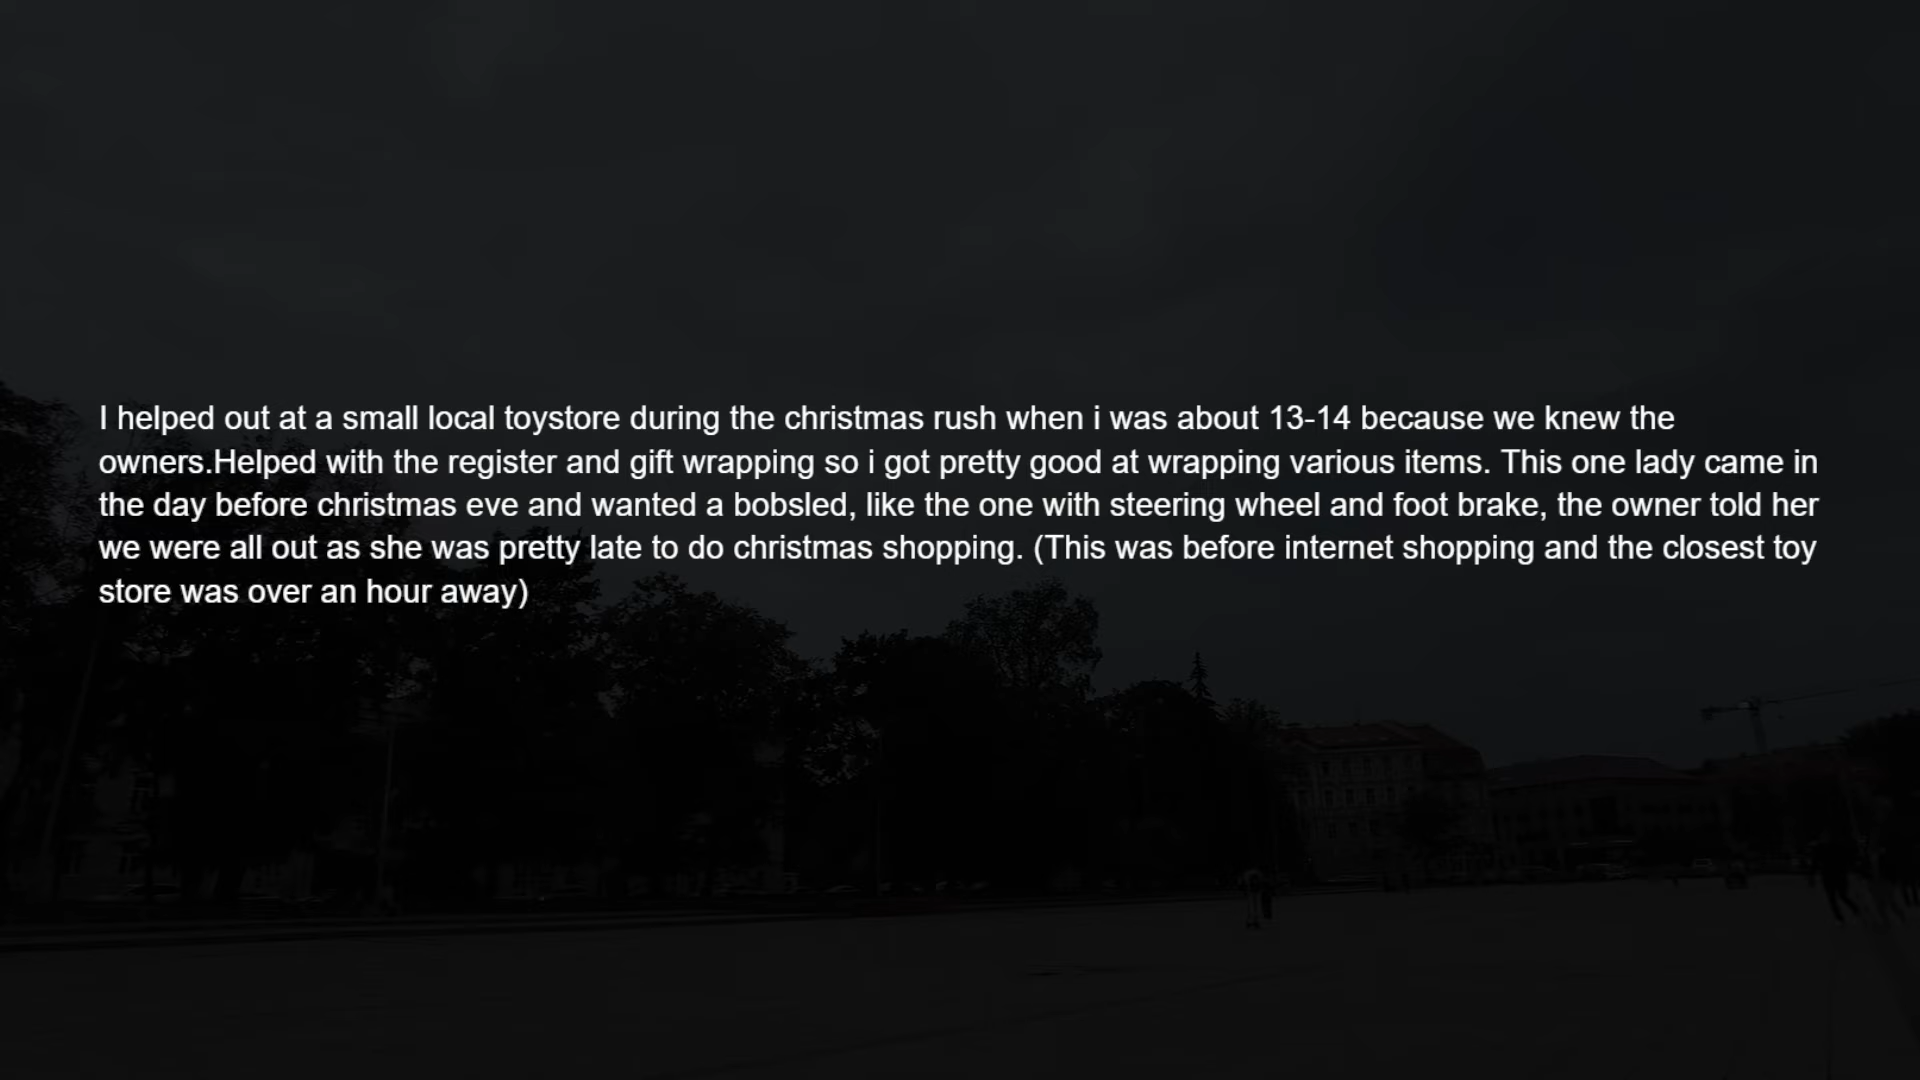 I helped out at a small local toystore during the christmas rush when i was about 13-14 because we knew the
owners.Helped with the register and gift wrapping so i got pretty good at wrapping various items. This one lady came in
the day before christmas eve and wanted a bobsled, like the one with steering wheel and foot brake, the owner told her
we were all out as she was pretty late to do christmas shopping. (This was before internet shopping and the closest toy
store was over an hour away)